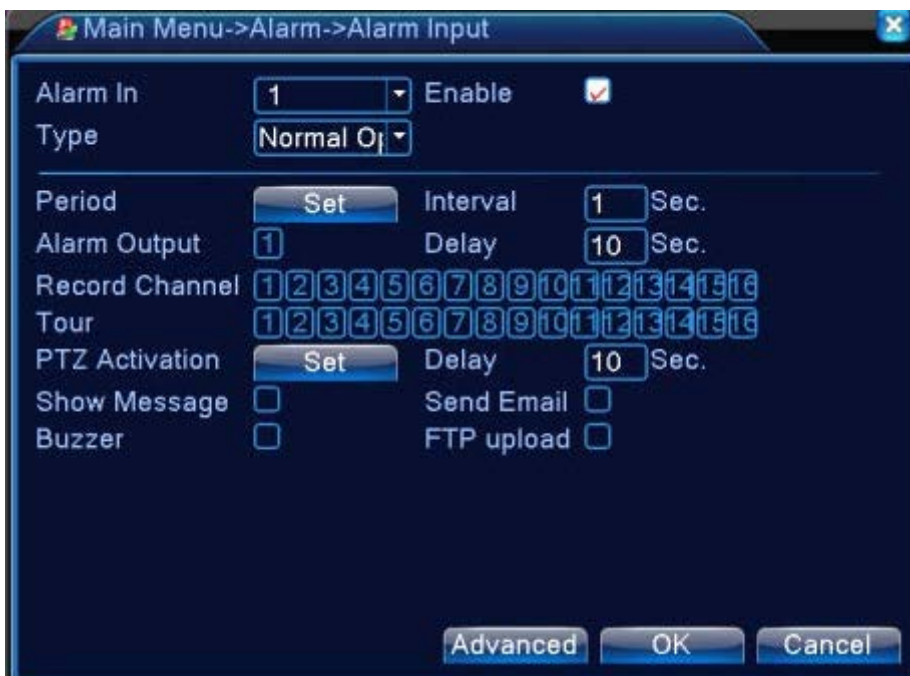 Main Menu->Alarm->Alarm Input
Alarm In 1 Enable
Type Normal Op
Period Set Interval 1 Sec.
Alarm Output 1 Delay 10 Sec.
Record Channel 1 2 3 4 5 6 7 8 9 10 11 12 13 14 15 16
Tour 1 2 3 4 5 6 7 8 9 10 11 12 13 14 15 16
PTZ Activation Set Delay 10 Sec.
Show Message Send Email
Buzzer FTP upload
Advanced OK Cancel